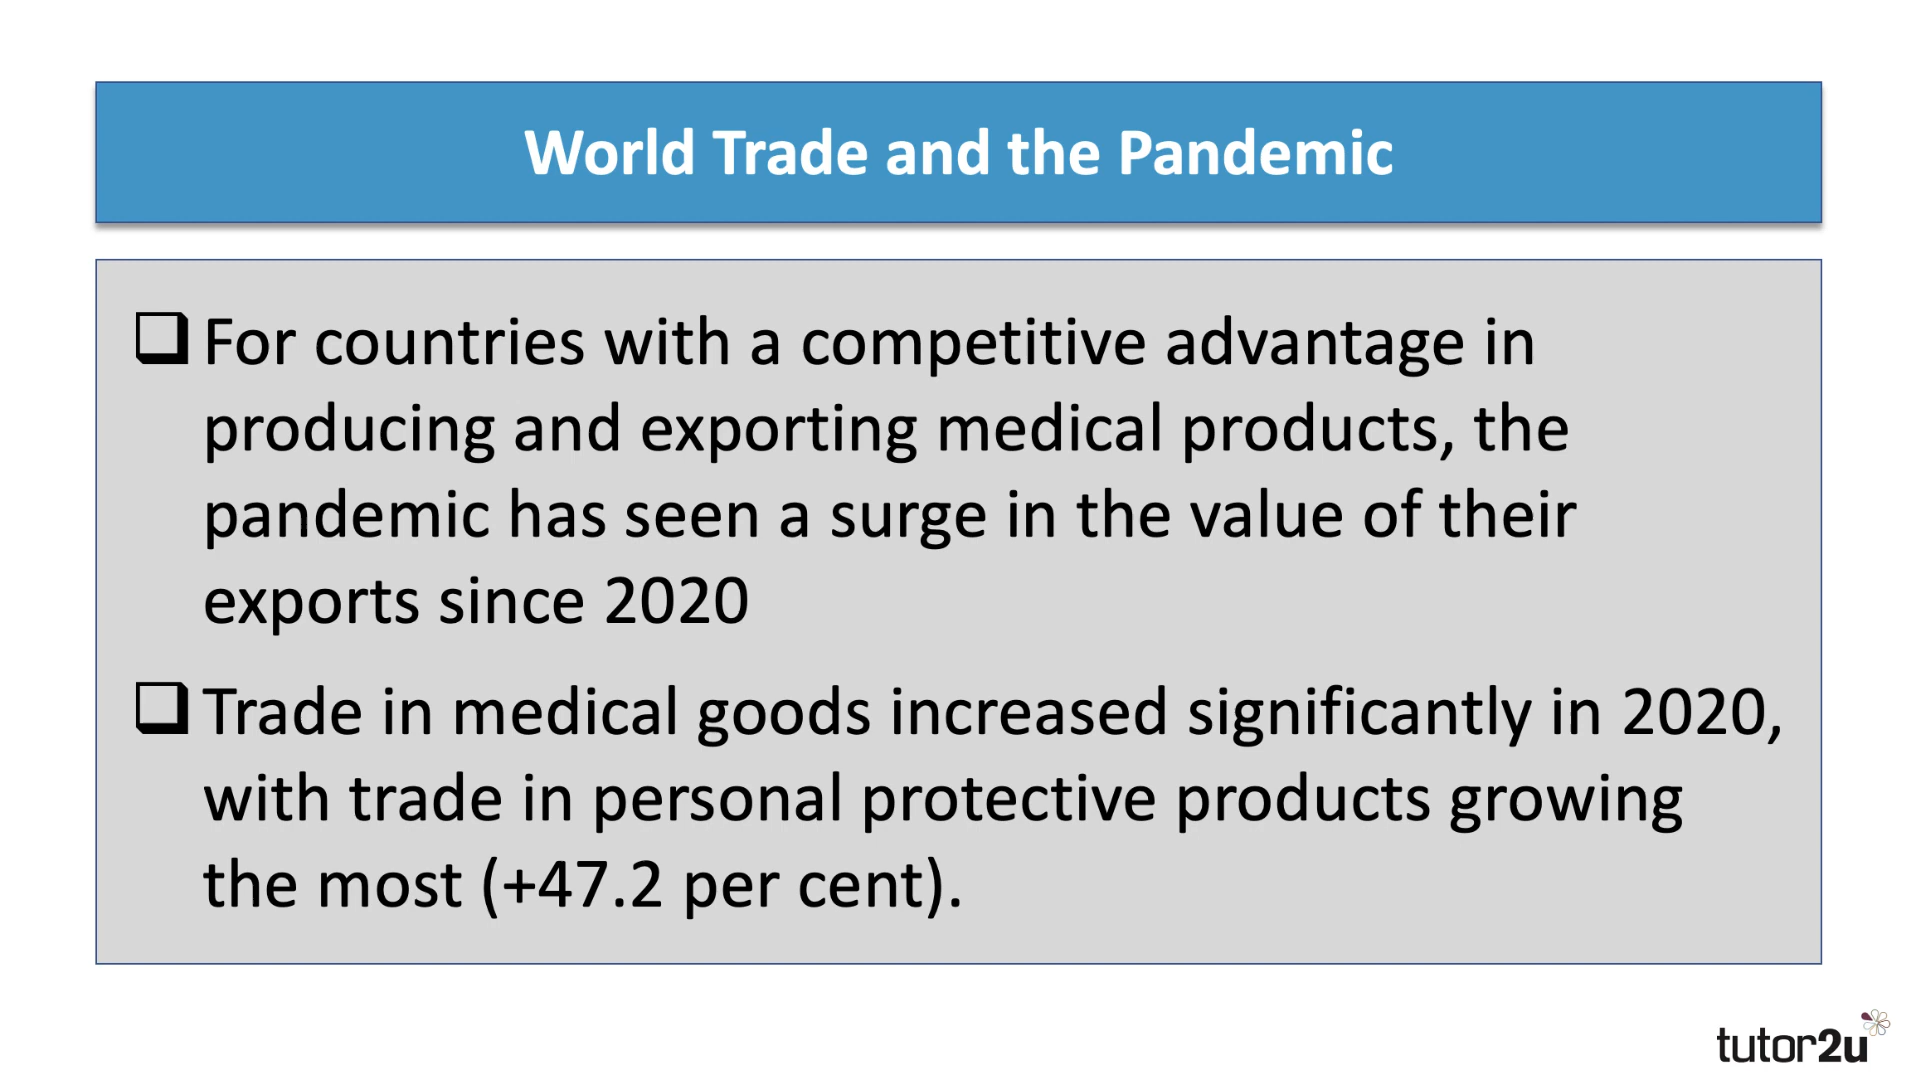 World Trade and the Pandemic
For countries with a competitive advantage in
producing and exporting medical products, the
pandemic has seen a surge in the value of their
exports since 2020
Trade in medical goods increased significantly in 2020,
with trade in personal protective products growing
the most (+47.2 per cent).
tutor2u